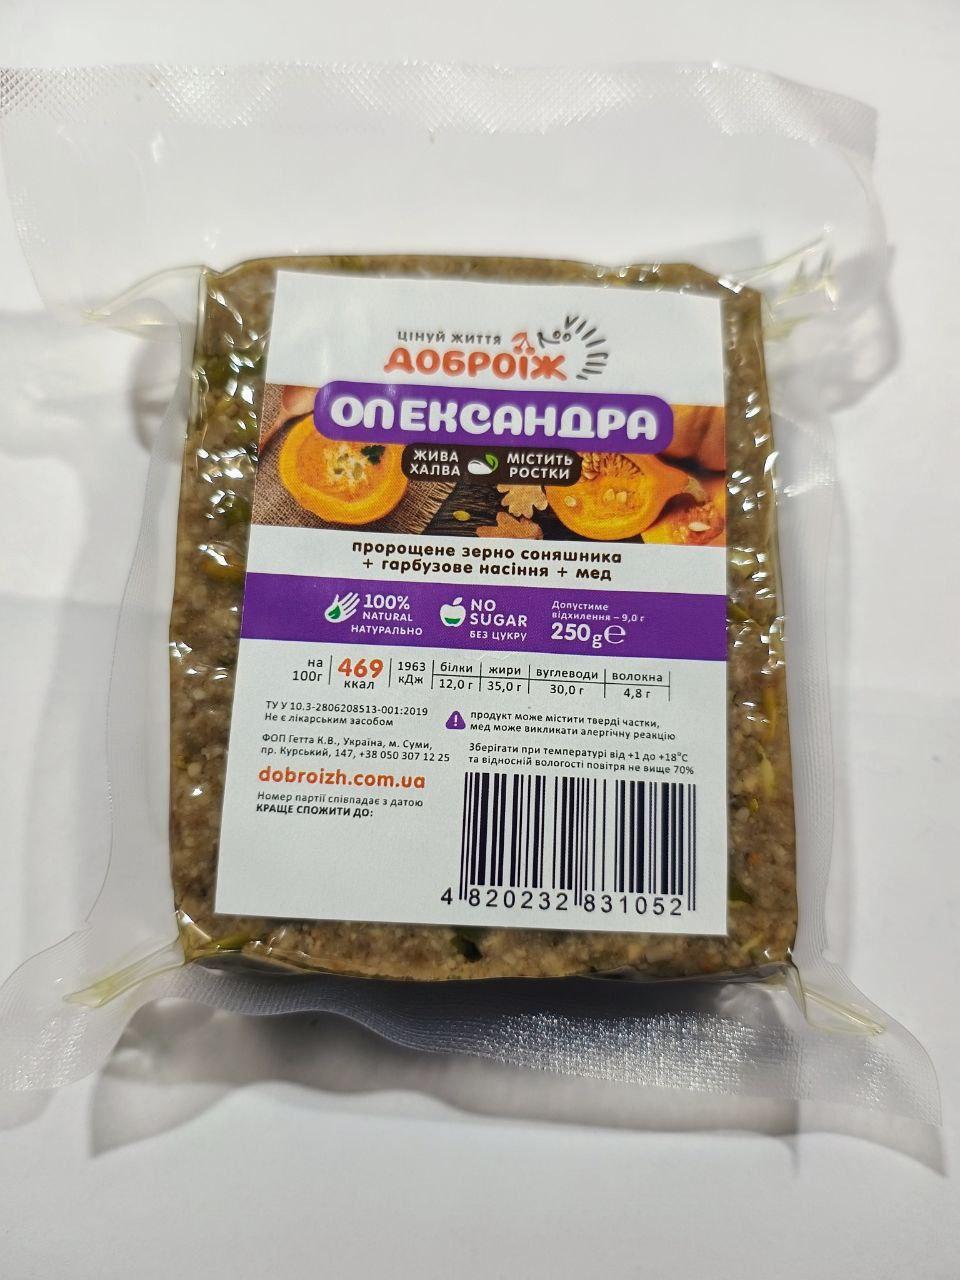 ЦІНУЙ ЖИТТЯ
ДОБРОЇЖ
ОЛЕКСАНДРА
ЖИВА ХАЛВА
МІСТИТЬ РОСТКИ
пророщене зерно соняшника
+ гарбузове насіння + мед
100%
NATURAL
НАТУРАЛЬНО
NO
SUGAR
БЕЗ ЦУКРУ
Допустиме
відхилення – 9,0 г
250 g ℮
на 100г
469 ккал
1963 кДж
білки жири вуглеводи волокна
12,0 г 35,0 г 30,0 г 4,8 г
ТУ У 10.3-2806208513-001:2019
Не є лікарським засобом
продукт може містити тверді частки,
мед може викликати алергічну реакцію
ФОП Гетта К.В., Україна, м. Суми,
пр. Курський, 147, +38 050 307 12 25
Зберігати при температурі від +1 до +18°C
та відносній вологості повітря не вище 70%
dobroizh.com.ua
Номер партії співпадає з датою
КРАЩЕ СПОЖИТИ ДО:
4 820232 831052